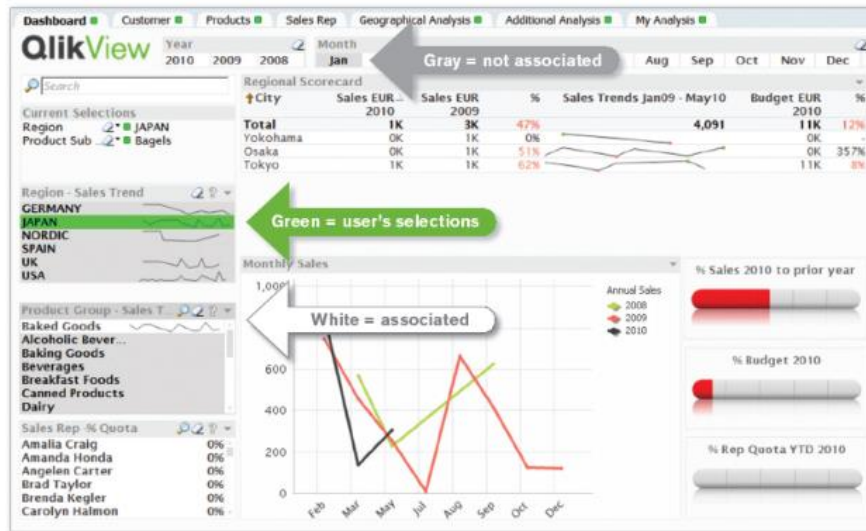 Dashboard Customer Products Sales Rep Geographical Analysis Additional Analysis My Analysis
QlikView
Year
2010 2009 2008
Month
Jan
Gray = not associated
Aug Sep Oct Nov Dec
Search
Current Selections
Region JAPAN
Product Sub Bagels
Regional Scorecard
City Sales EUR... 2010 Sales EUR 2009 % Sales Trends Jan09 - May10 Budget EUR 2010 %
Total 1K 3K 47% 4,091 11K 12%
Yokohama 0K 1K 0% 0K -
Osaka 0K 1K 51% 0K 357%
Tokyo 1K 1K 62% 11K 8%
Region - Sales Trend
GERMANY
JAPAN
NORDIC
SPAIN
UK
USA
Green = user's selections
Product Group - Sales T...
Baked Goods
Alcoholic Bever...
Baking Goods
Beverages
Breakfast Foods
Canned Products
Dairy
White = associated
Sales Rep -% Quota
Amalia Craig 0%
Amanda Honda 0%
Angelen Carter 0%
Brad Taylor 0%
Brenda Kegler 0%
Carolyn Halmon 0%
Monthly Sales
1,000
600
400
200
0
Feb Mar May Jul Aug Sep Oct Dec
Annual Sales
2008
2009
2010
% Sales 2010 to prior year
% Budget 2010
% Rep Quota YTD 2010